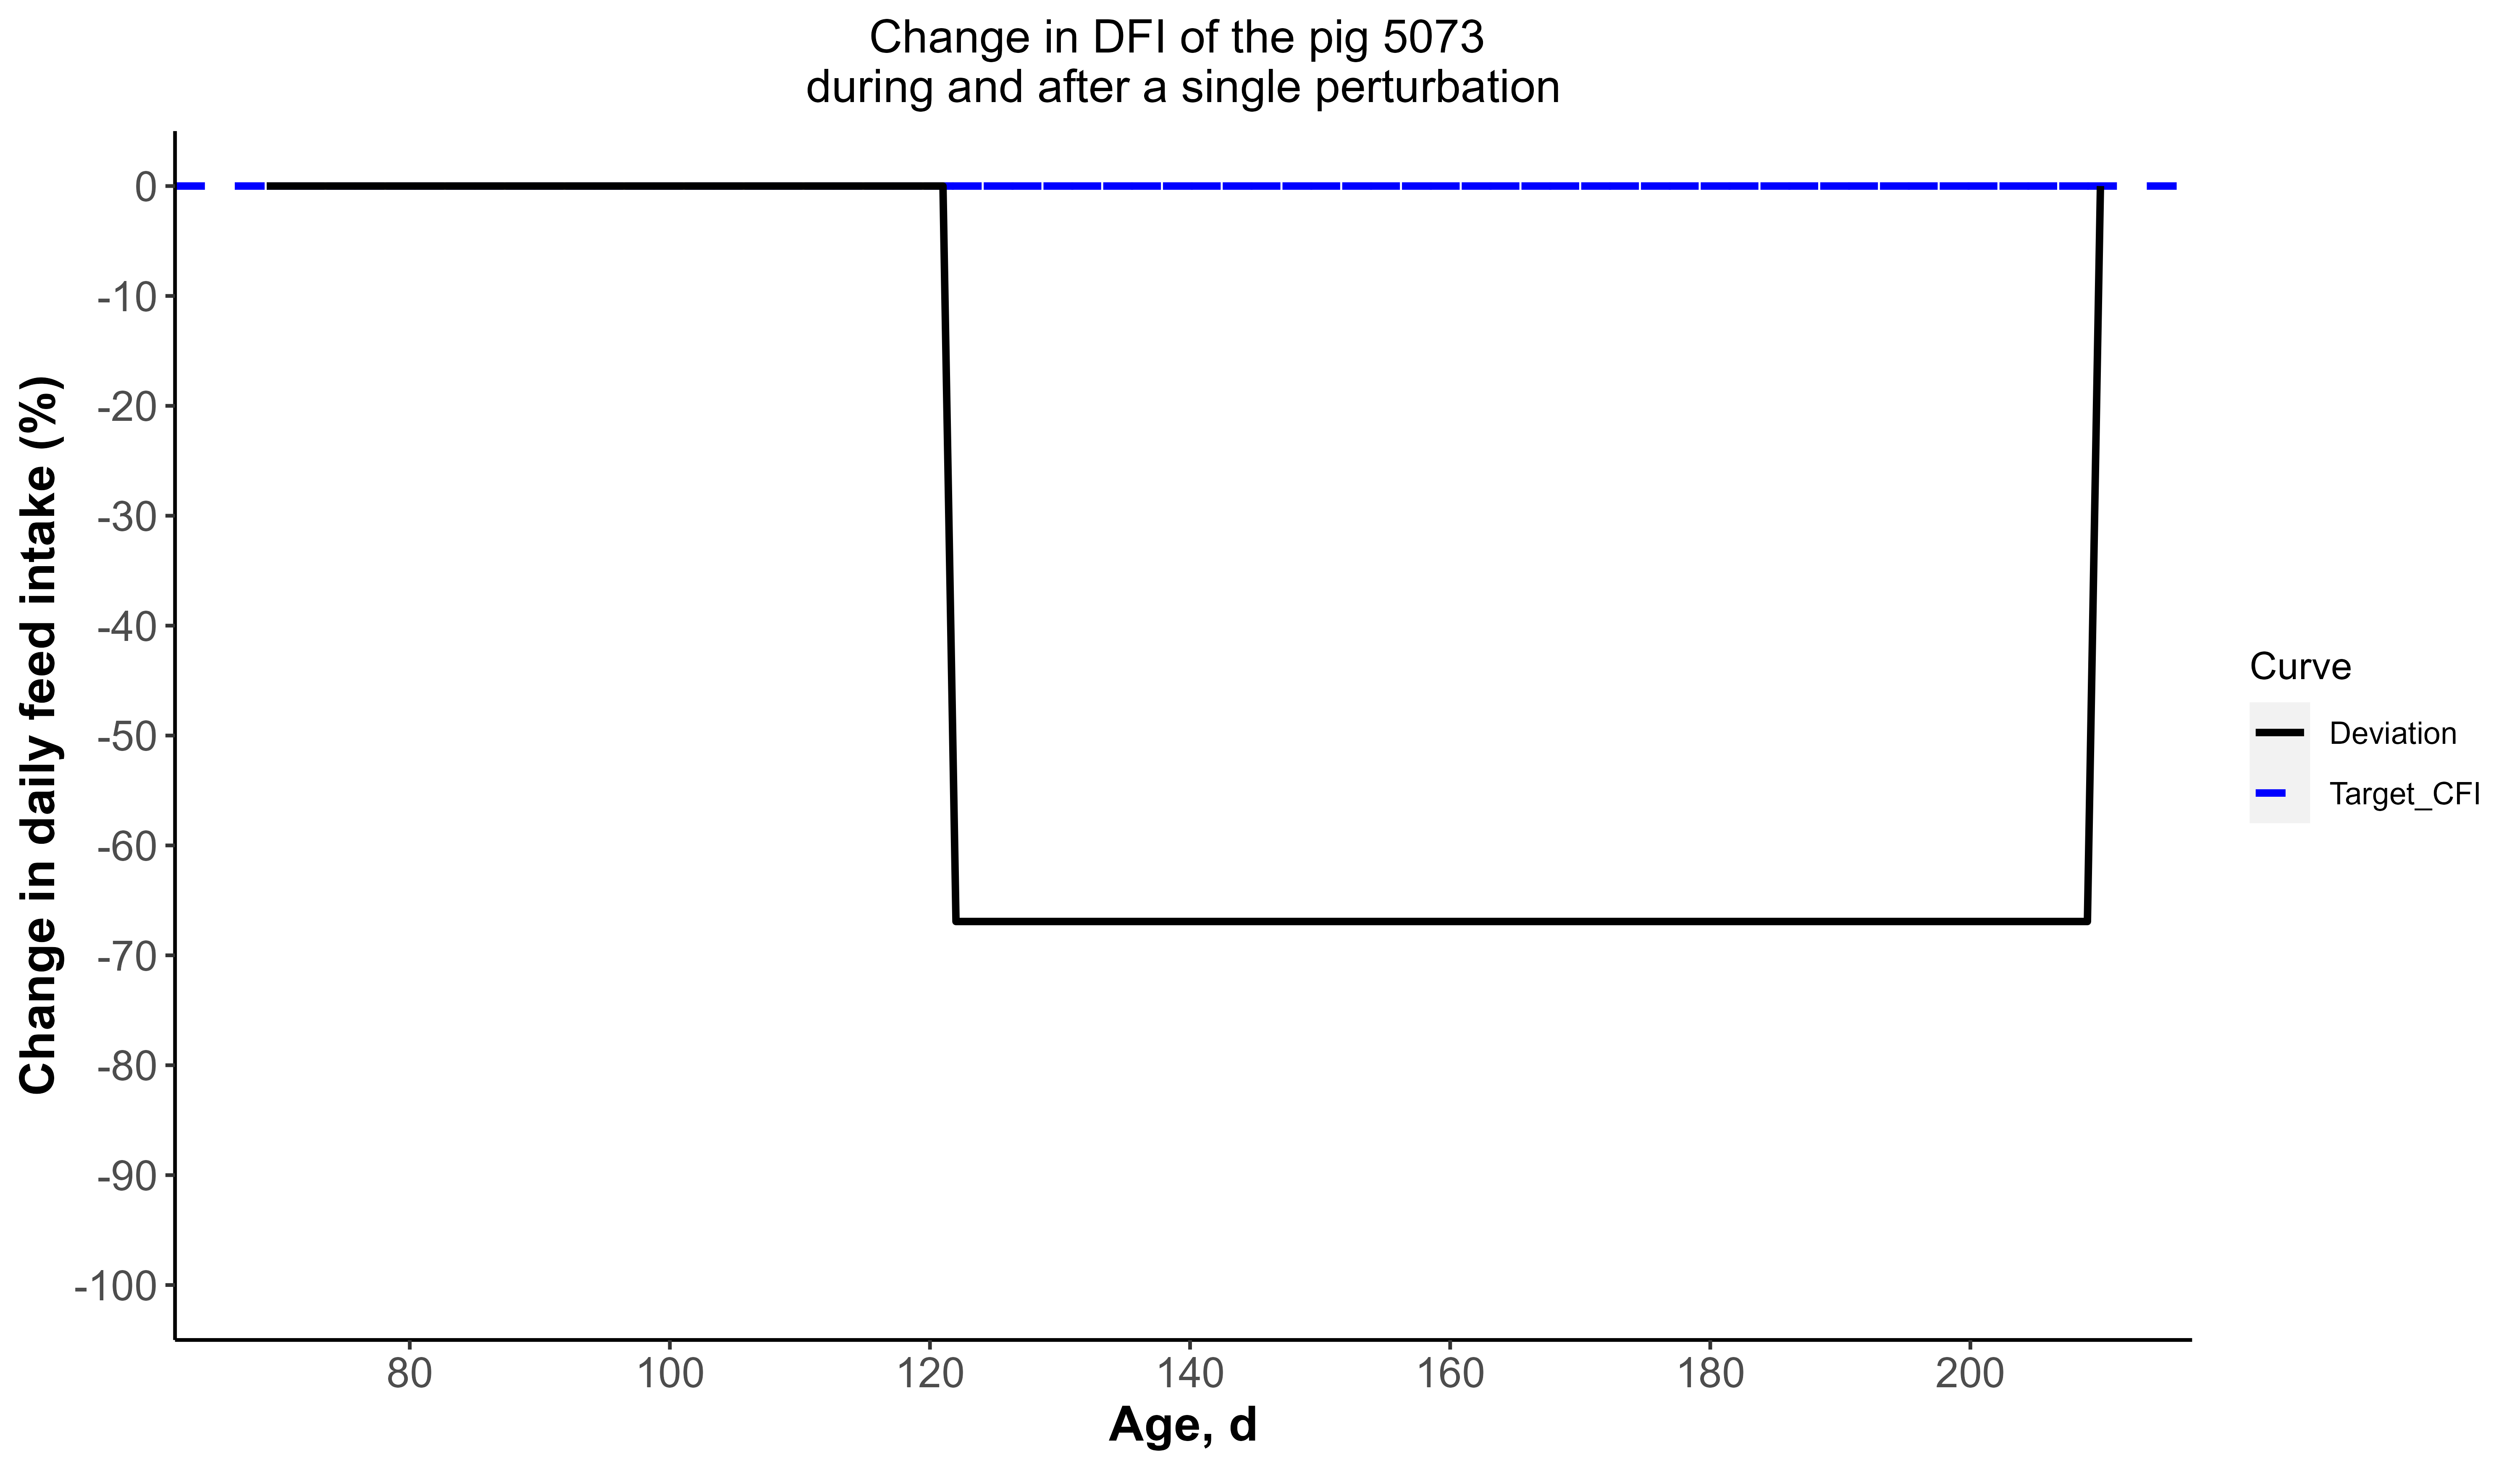 Change in DFI of the pig 5073
during and after a single perturbation
Change in daily feed intake (%)
0
-10
-20
-30
-40
-50
-60
-70
-80
-90
-100
80 100 120 140 160 180 200
Age, d
Curve
Deviation
Target_CFI